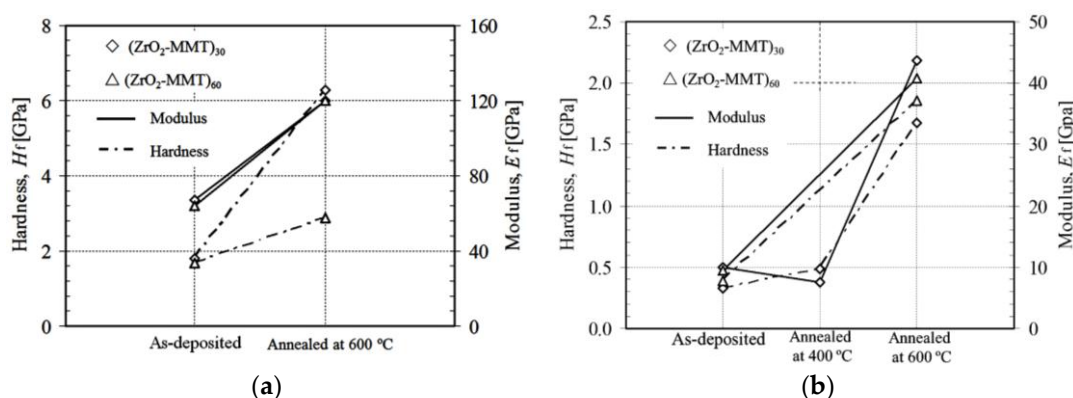 8
6
4
2
0
Hardness, Hf [GPa]
160
120
80
40
0
Modulus, Ef [GPa]
(ZrO2-MMT)30
(ZrO2-MMT)60
Modulus
Hardness
As-deposited
Annealed at 600 ºC
(a)
2.5
2.0
1.5
1.0
0.5
0.0
Hardness, Hf [GPa]
50
40
30
20
10
0
Modulus, Ef [Gpa]
(ZrO2-MMT)30
(ZrO2-MMT)60
Modulus
Hardness
As-deposited
Annealed
at 400 ºC
Annealed
at 600 ºC
(b)